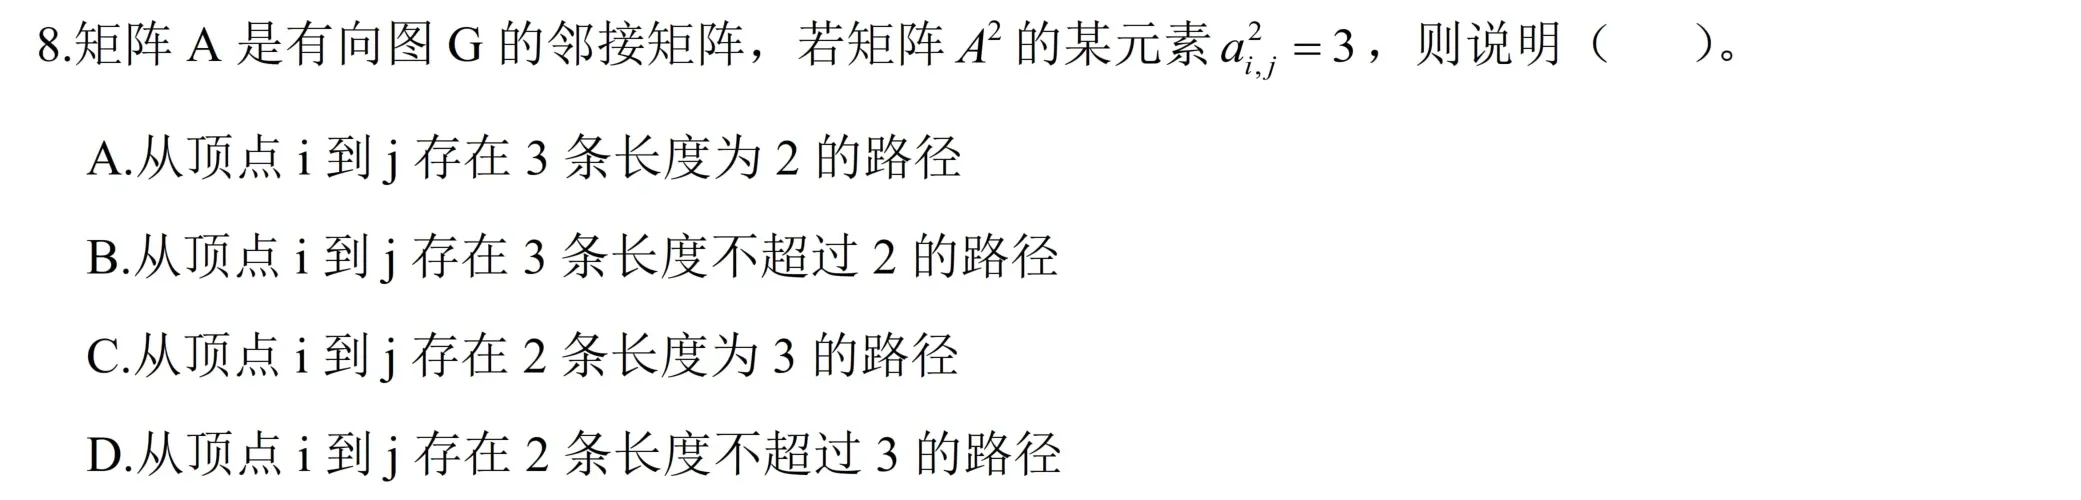 8.矩阵 A 是有向图 G 的邻接矩阵，若矩阵 $A^2$ 的某元素 $a_{i,j}^2 = 3$，则说明（　　）。
A.从顶点 i 到 j 存在 3 条长度为 2 的路径
B.从顶点 i 到 j 存在 3 条长度不超过 2 的路径
C.从顶点 i 到 j 存在 2 条长度为 3 的路径
D.从顶点 i 到 j 存在 2 条长度不超过 3 的路径